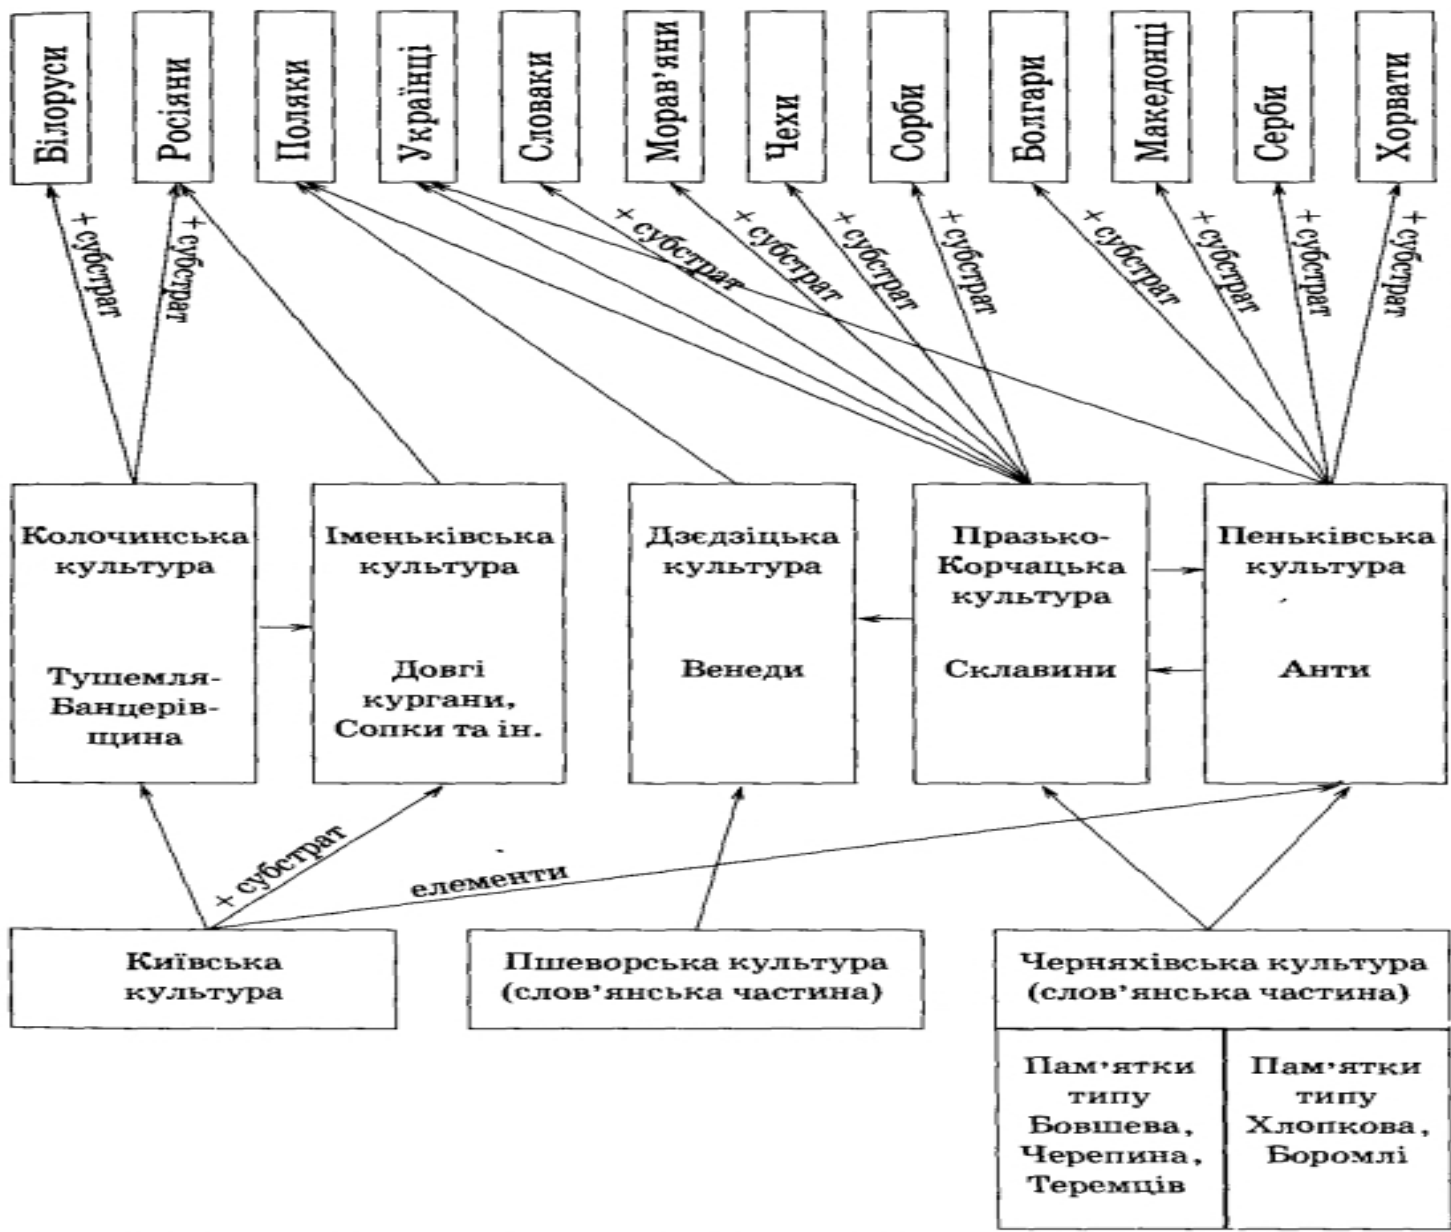 Білоруси
Росіяни
Поляки
Українці
Словаки
Морав’яни
Чехи
Сорби
Болгари
Македонці
Серби
Хорвати
+ субстрат
+ субстрат
+ субстрат
+ субстрат
+ субстрат
+ субстрат
+ субстрат
+ субстрат
+ субстрат
+ субстрат
Колочинська
культура
Тушемля-
Банцерів-
щина
Іменьківська
культура
Довгі
кургани,
Сопки та ін.
Дзєдзіцька
культура
Венеди
Празько-
Корчацька
культура
Склавини
Пеньківська
культура
Анти
+ субстрат
елементи
Київська
культура
Пшеворська культура
(слов’янська частина)
Черняхівська культура
(слов’янська частина)
Пам’ятки
типу
Бовшева,
Черепина,
Теремців
Пам’ятки
типу
Хлопкова,
Боромлі